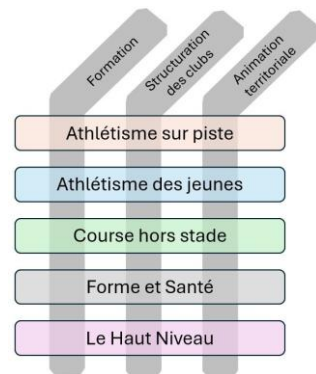 Formation
Structuration
des clubs
Animation
territoriale
Athlétisme sur piste
Athlétisme des jeunes
Course hors stade
Forme et Santé
Le Haut Niveau